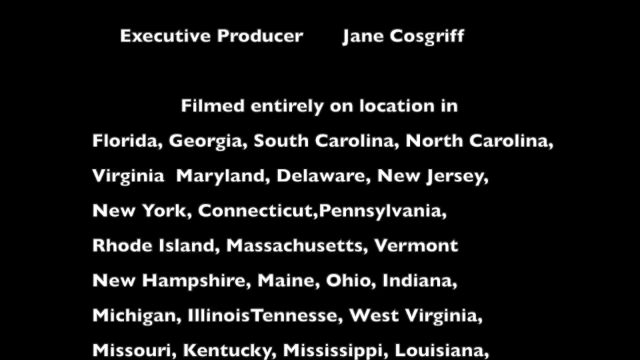 Executive Producer Jane Cosgriff
Filmed entirely on location in
Florida, Georgia, South Carolina, North Carolina,
Virginia Maryland, Delaware, New Jersey,
New York, Connecticut,Pennsylvania,
Rhode Island, Massachusetts, Vermont
New Hampshire, Maine, Ohio, Indiana,
Michigan, IllinoisTennesse, West Virginia,
Missouri, Kentucky, Mississippi, Louisiana,